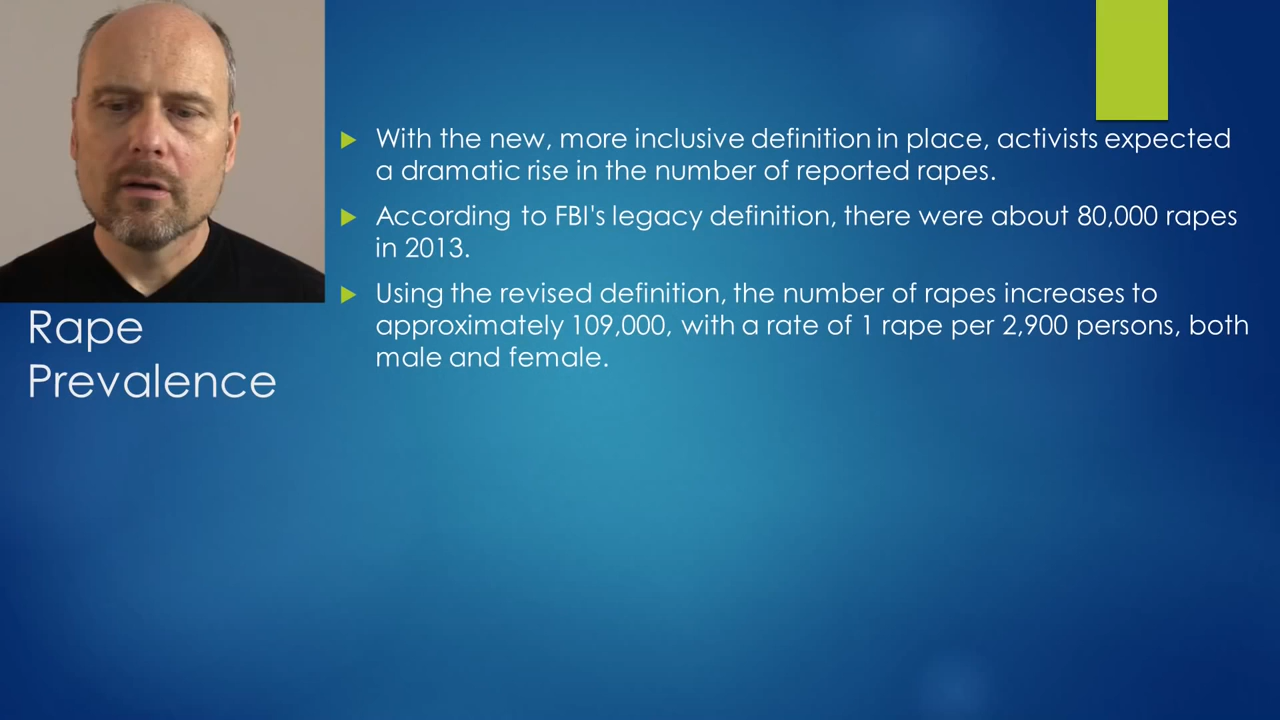 With the new, more inclusive definition in place, activists expected
a dramatic rise in the number of reported rapes.
According to FBI's legacy definition, there were about 80,000 rapes
in 2013.
Using the revised definition, the number of rapes increases to
approximately 109,000, with a rate of 1 rape per 2,900 persons, both
male and female.
Rape
Prevalence